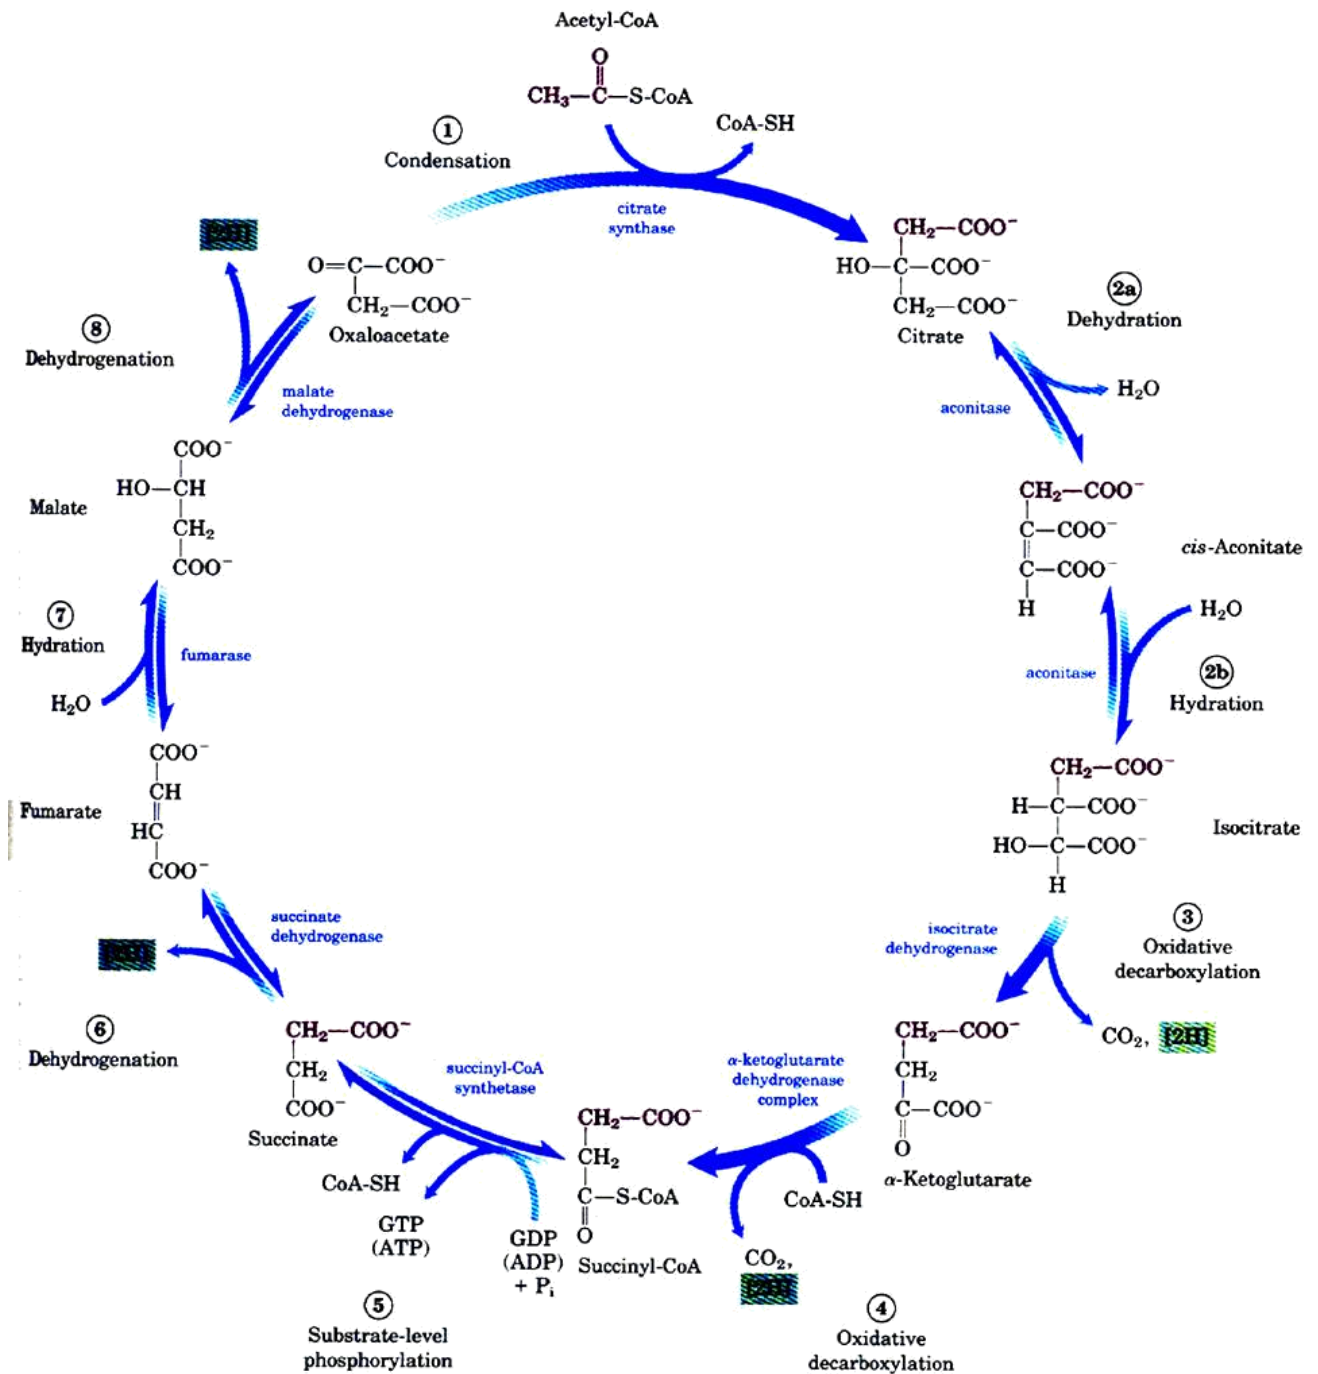 Acetyl-CoA
O
CH₃—C—S-CoA
CoA-SH
① 
Condensation
citrate
synthase
[2H]
O=C—COO⁻
CH₂—COO⁻
Oxaloacetate
CH₂—COO⁻
HO—C—COO⁻
CH₂—COO⁻
Citrate
2a
Dehydration
H₂O
aconitase
CH₂—COO⁻
C—COO⁻
C—COO⁻
H
cis-Aconitate
H₂O
aconitase
2b
Hydration
CH₂—COO⁻
H—C—COO⁻
HO—C—COO⁻
H
Isocitrate
③
Oxidative
decarboxylation
isocitrate
dehydrogenase
CO₂, [2H]
CH₂—COO⁻
CH₂
C—COO⁻
O
α-Ketoglutarate
α-ketoglutarate
dehydrogenase
complex
CoA-SH
CO₂,
[2H]
④
Oxidative
decarboxylation
CH₂—COO⁻
CH₂
C—S-CoA
O
Succinyl-CoA
succinyl-CoA
synthetase
GDP
(ADP)
+ Pᵢ
GTP
(ATP)
CoA-SH
⑤
Substrate-level
phosphorylation
CH₂—COO⁻
CH₂
COO⁻
Succinate
⑥
Dehydrogenation
[2H]
succinate
dehydrogenase
COO⁻
CH
HC
COO⁻
Fumarate
⑦
Hydration
H₂O
fumarase
COO⁻
HO—CH
CH₂
COO⁻
Malate
⑧
Dehydrogenation
malate
dehydrogenase